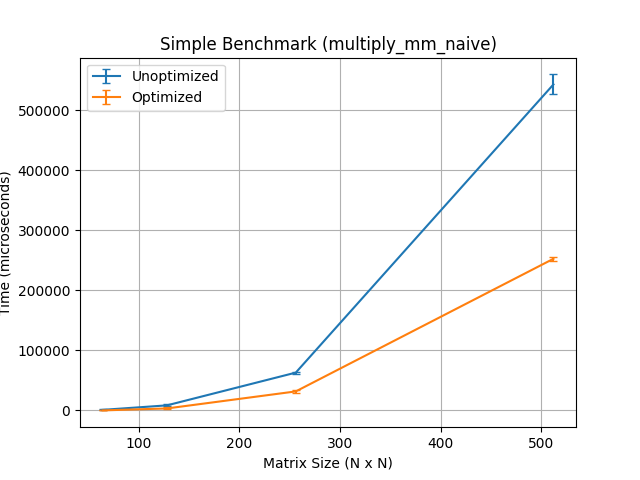 Simple Benchmark (multiply_mm_naive)
Unoptimized
Optimized
500000
400000
300000
200000
100000
0
Time (microseconds)
100 200 300 400 500
Matrix Size (N x N)